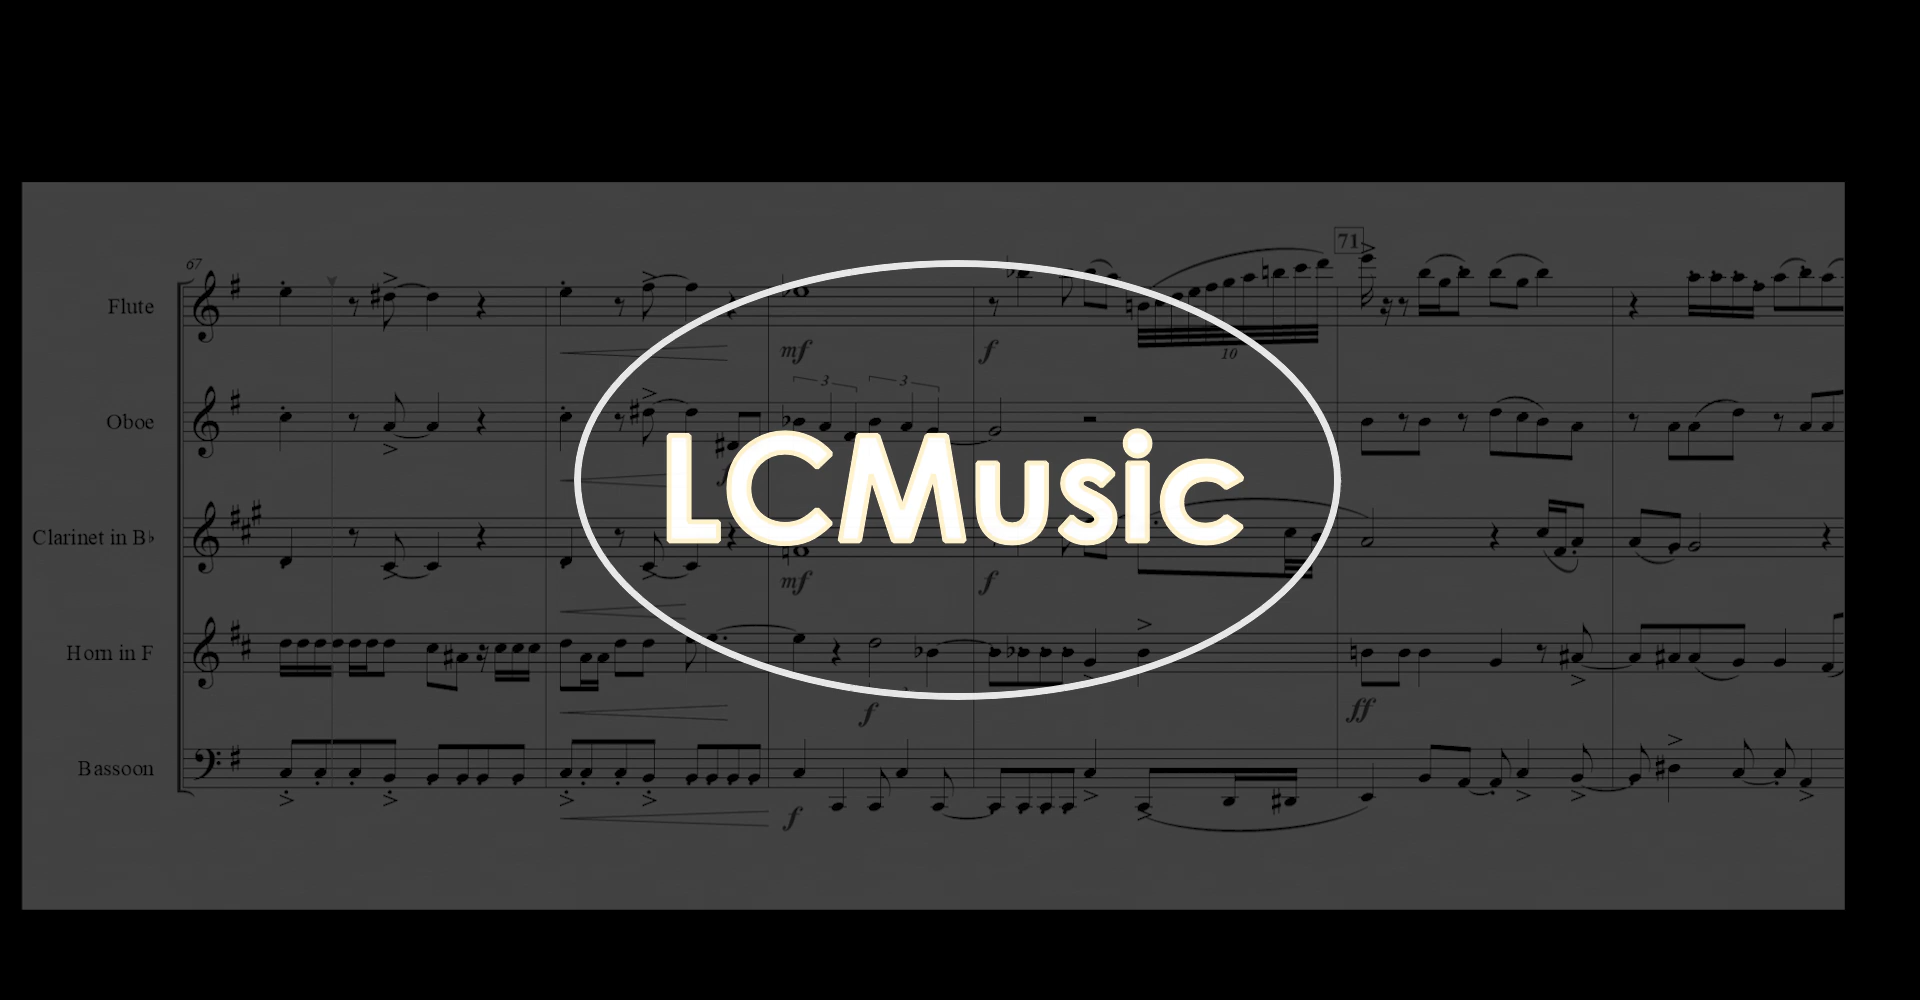 67
71
Flute
mf
f
10
Oboe
3
3
Clarinet in B♭
mf
f
LCMusic
Horn in F
f
ff
Bassoon
f